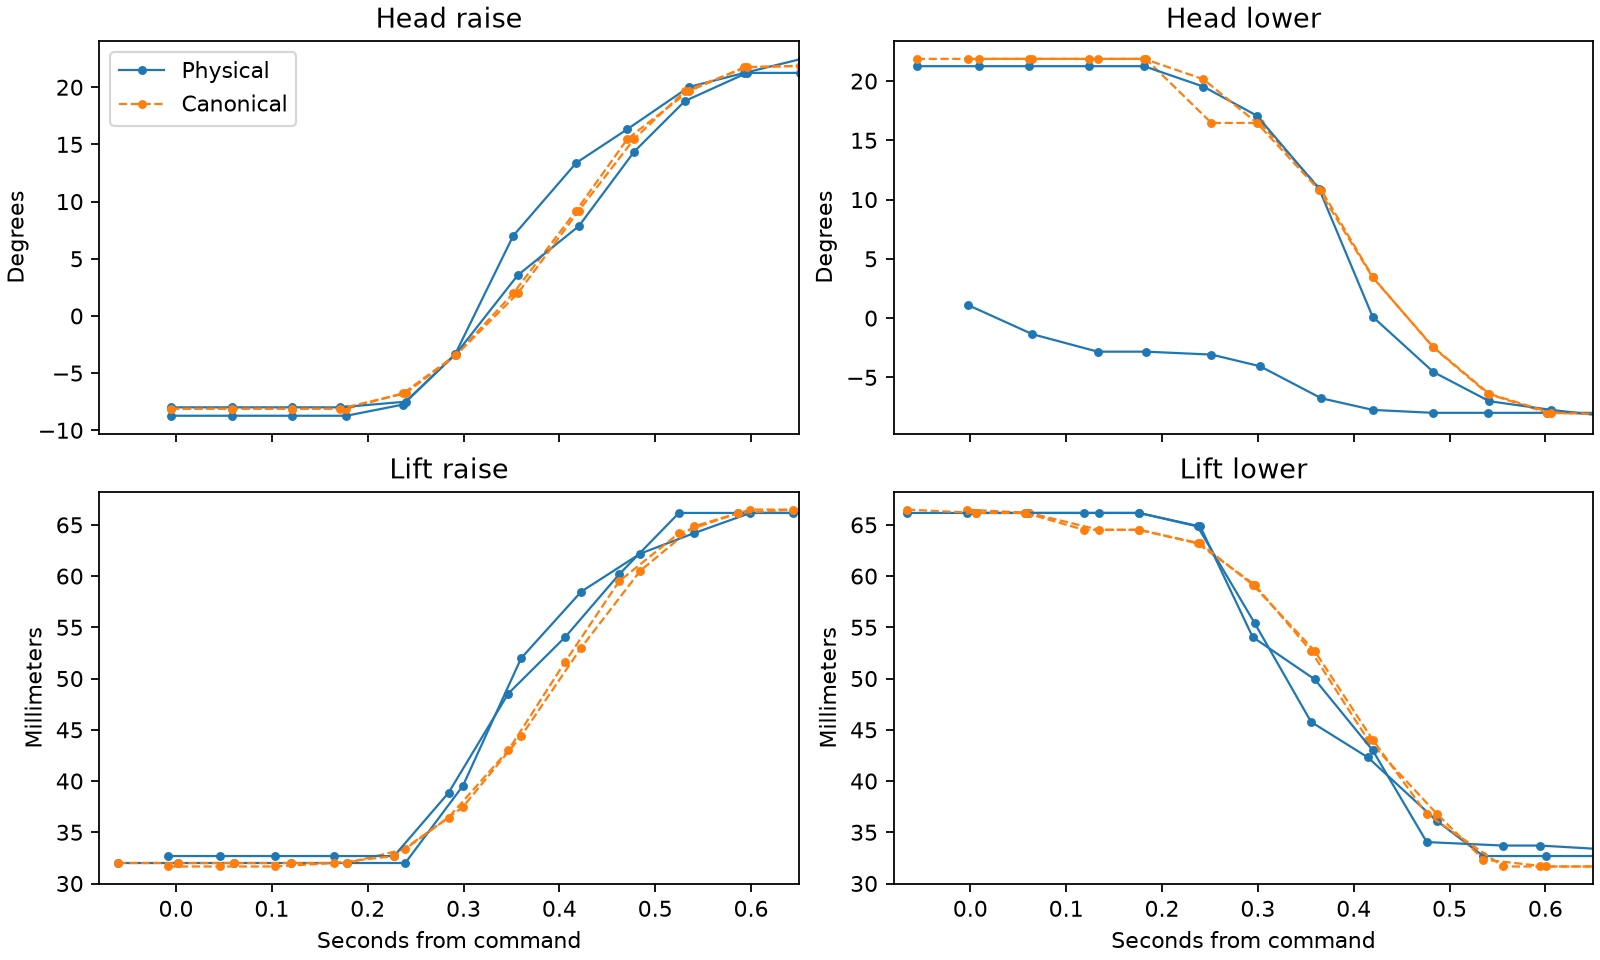 Head raise
Head lower
Physical
Canonical
Degrees
20
15
10
5
0
−5
−10
Degrees
20
15
10
5
0
−5
Lift raise
Lift lower
Millimeters
65
60
55
50
45
40
35
30
0.0 0.1 0.2 0.3 0.4 0.5 0.6
Seconds from command
Millimeters
65
60
55
50
45
40
35
30
0.0 0.1 0.2 0.3 0.4 0.5 0.6
Seconds from command